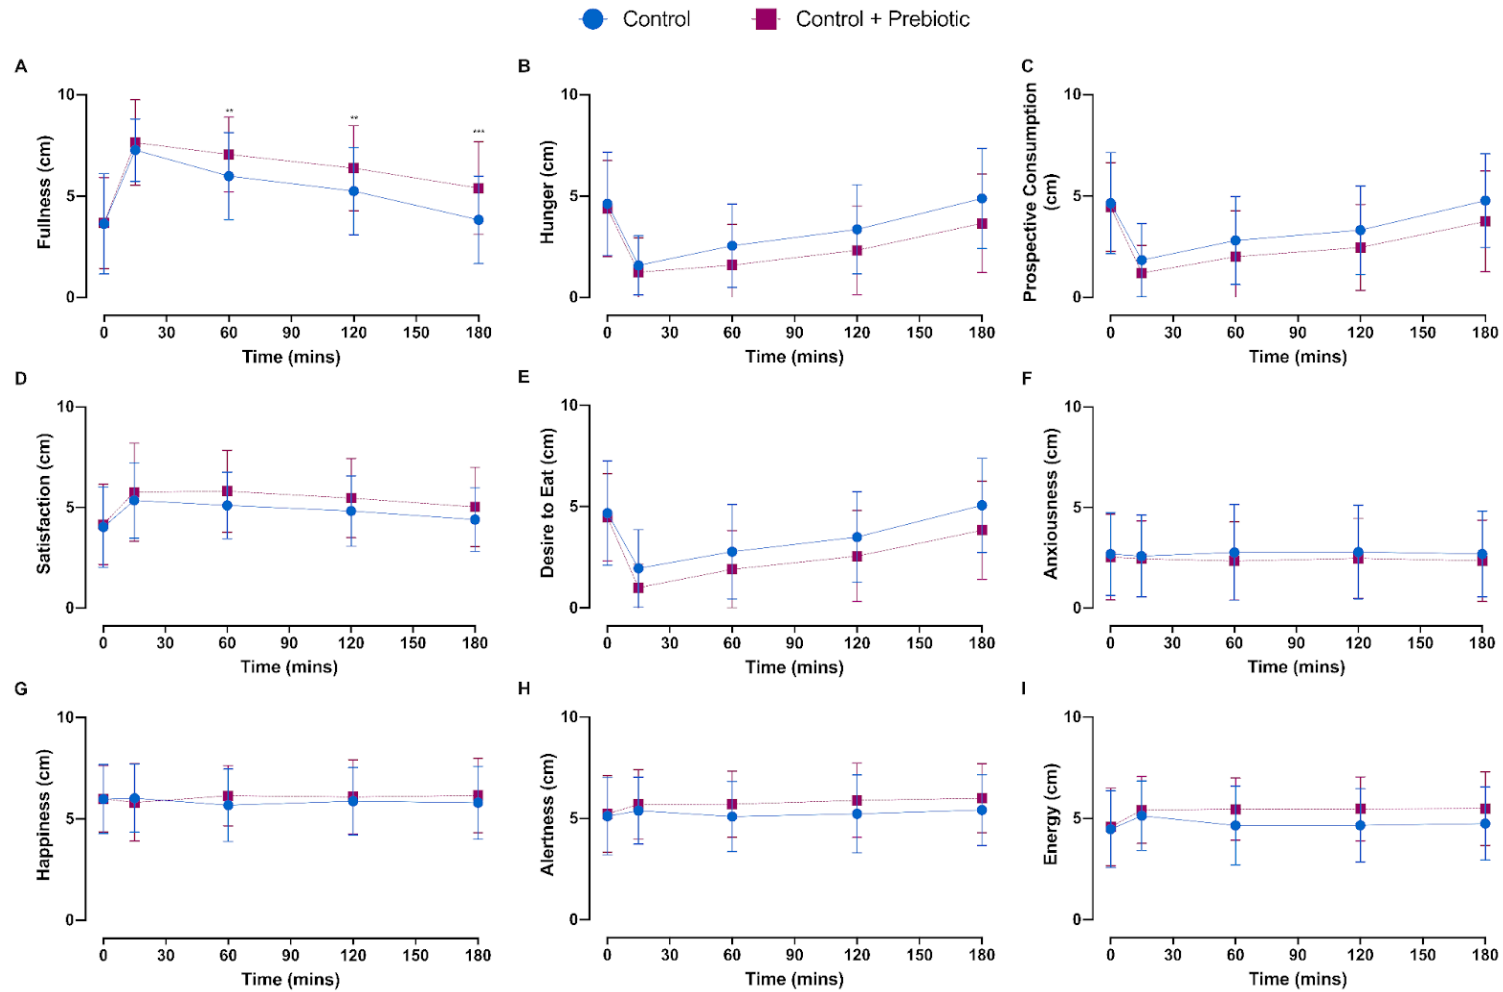 Control Control + Prebiotic
A
Fullness (cm)
10
5
0
** ** ***
0 30 60 90 120 150 180
Time (mins)
B
Hunger (cm)
10
5
0
0 30 60 90 120 150 180
Time (mins)
C
Prospective Consumption
(cm)
10
5
0
0 30 60 90 120 150 180
Time (mins)
D
Satisfaction (cm)
10
5
0
0 30 60 90 120 150 180
Time (mins)
E
Desire to Eat (cm)
10
5
0
0 30 60 90 120 150 180
Time (mins)
F
Anxiousness (cm)
10
5
0
0 30 60 90 120 150 180
Time (mins)
G
Happiness (cm)
10
5
0
0 30 60 90 120 150 180
Time (mins)
H
Alertness (cm)
10
5
0
0 30 60 90 120 150 180
Time (mins)
I
Energy (cm)
10
5
0
0 30 60 90 120 150 180
Time (mins)